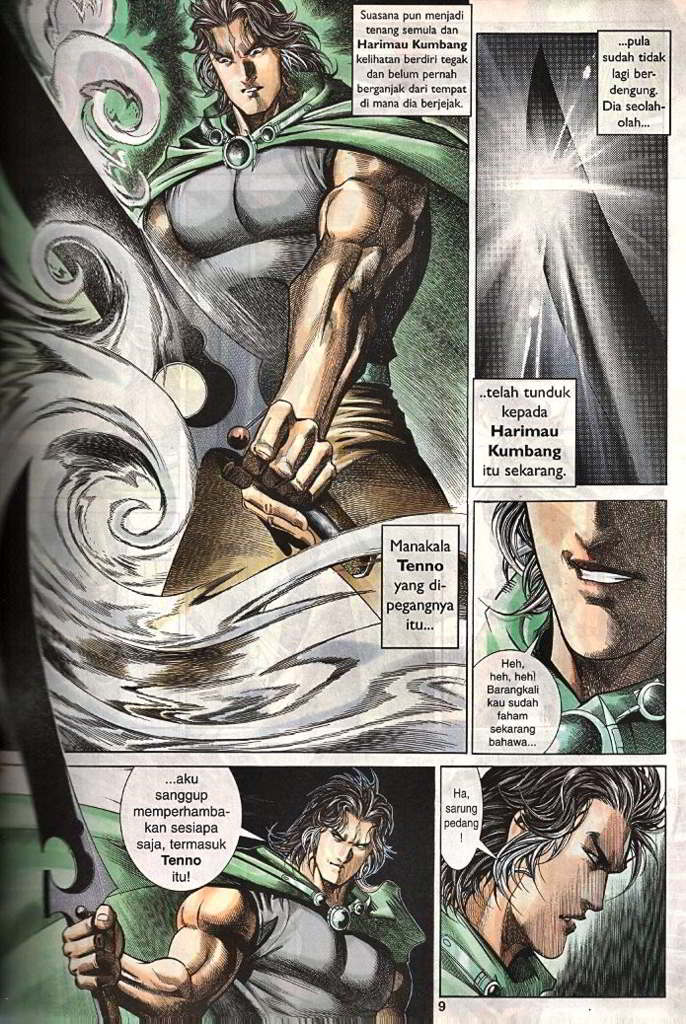 Suasana pun menjadi
tenang semula dan
Harimau Kumbang
kelihatan berdiri tegak
dan belum pernah
berganjak dari tempat
di mana dia berjejak.
Manakala
Tenno
yang di-
pegangnya
itu...
...pula
sudah tidak
lagi ber-
dengung.
Dia seolah-
olah...
..telah tunduk
kepada
Harimau
Kumbang
itu sekarang.
Heh,
heh, heh!
Barangkali
kau sudah
faham
sekarang
bahawa...
...aku
sanggup
memperhamba-
kan sesiapa
saja, termasuk
Tenno
itu!
Ha,
sarung
pedang
!
9